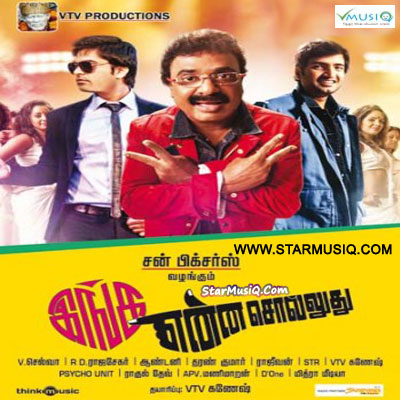 VTV PRODUCTIONS
VMUSIQ
சன் பிக்சர்ஸ்
வழங்கும்
WWW.STARMUSIQ.COM
StarMusiQ.Com
இங்க என்ன சொல்லுது
V.செல்வா | R.D.ராஜசேகர் | ஆண்டனி | தரண் குமார் | ராஜீவன் | STR | VTV கணேஷ்
PSYCHO UNIT | ராகுல் தேவ் | APV.மணிமாறன் | D'One | மித்ரா மீடியா
think music
தயாரிப்பு: VTV கணேஷ்